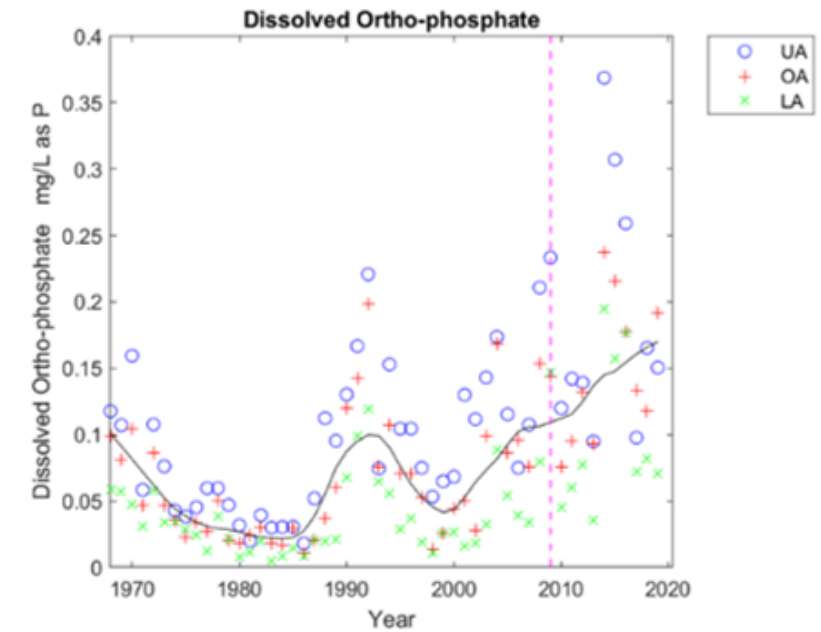 Dissolved Ortho-phosphate
UA
OA
LA
Dissolved Ortho-phosphate mg/L as P
0.4
0.35
0.3
0.25
0.2
0.15
0.1
0.05
0
1970 1980 1990 2000 2010 2020
Year